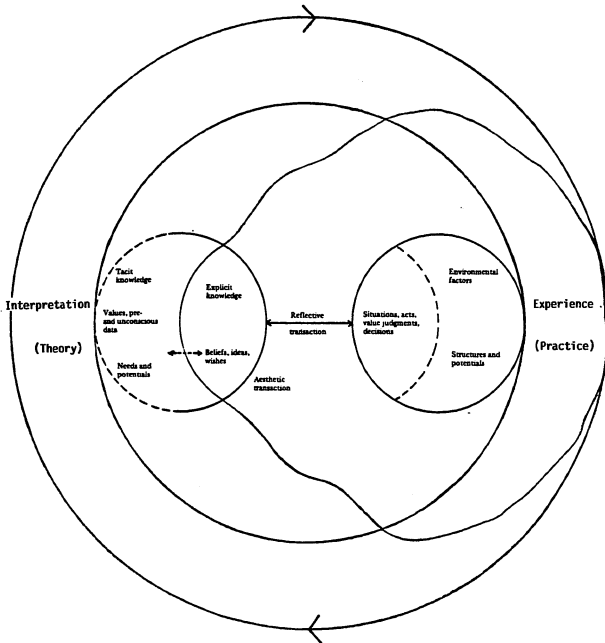 Tacit
knowledge
Explicit
knowledge
Environmental
factors
Interpretation
Experience
Values, pre-
and unconscious
data
Reflective
transaction
Situations, acts,
value judgments,
decisions
(Theory)
(Practice)
Needs and
potentials
Beliefs, ideas,
wishes
Structures and
potentials
Aesthetic
transaction